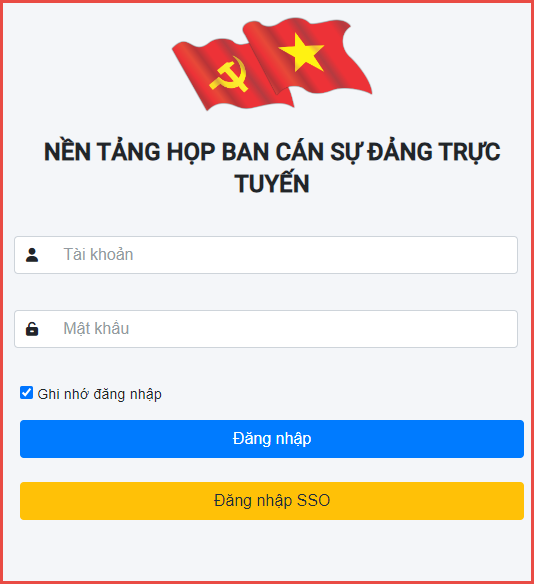 NỀN TẢNG HỌP BAN CÁN SỰ ĐẢNG TRỰC
TUYẾN
Tài khoản
Mật khẩu
Ghi nhớ đăng nhập
Đăng nhập
Đăng nhập SSO